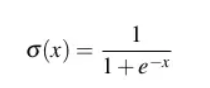 σ(x) = 1 / (1 + e^{-x})